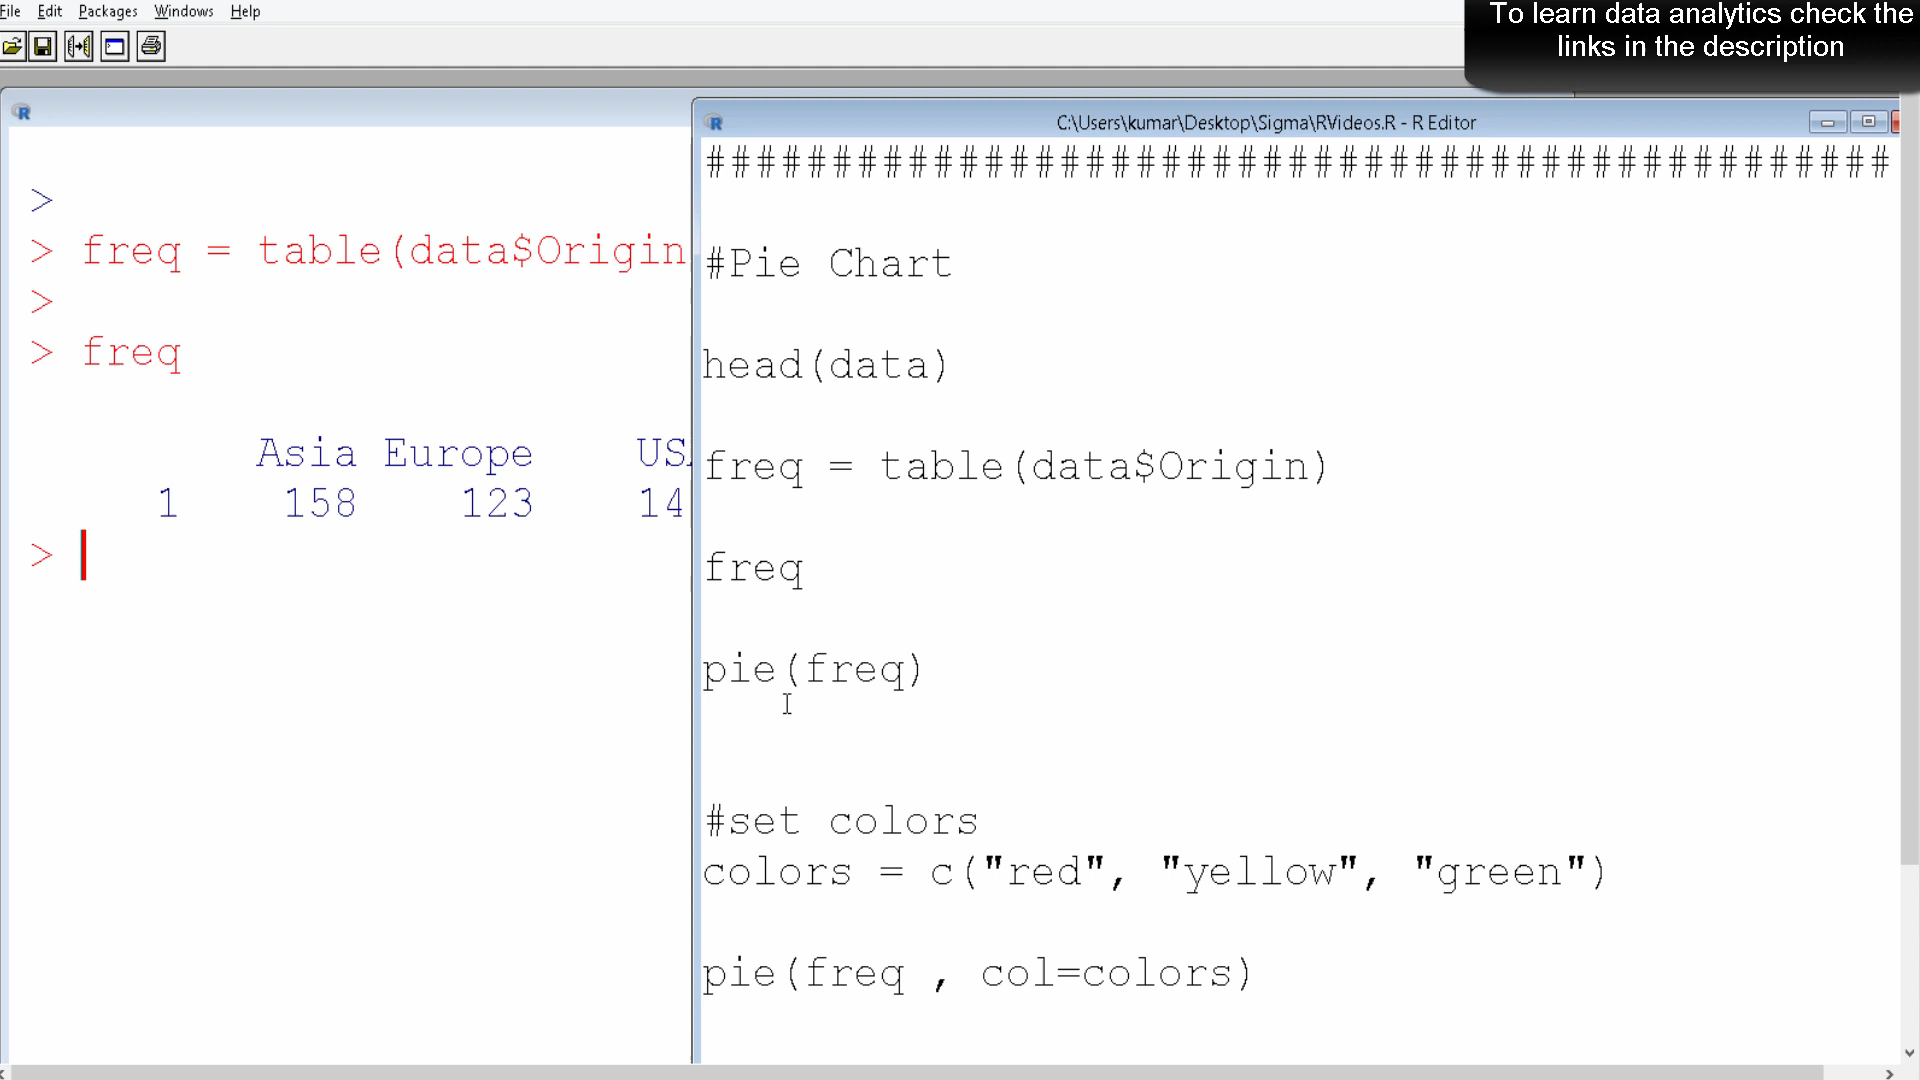 File Edit Packages Windows Help
To learn data analytics check the
links in the description
>
> freq = table(data$Origin
>
> freq
Asia Europe
1 158 123 14
>
C:\Users\kumar\Desktop\Sigma\RVideos.R - R Editor
###############################################
#Pie Chart
head(data)
freq = table(data$Origin)
freq
pie(freq)
#set colors
colors = c("red", "yellow", "green")
pie(freq , col=colors)